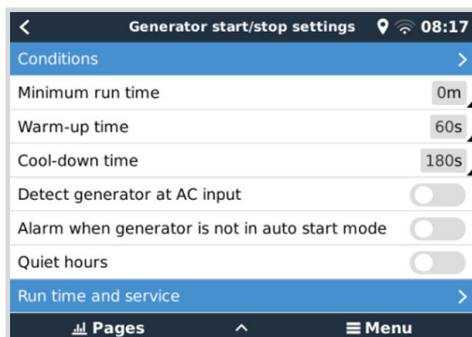 Generator start/stop settings 08:17
Conditions
Minimum run time 0m
Warm-up time 60s
Cool-down time 180s
Detect generator at AC input
Alarm when generator is not in auto start mode
Quiet hours
Run time and service
Pages Menu